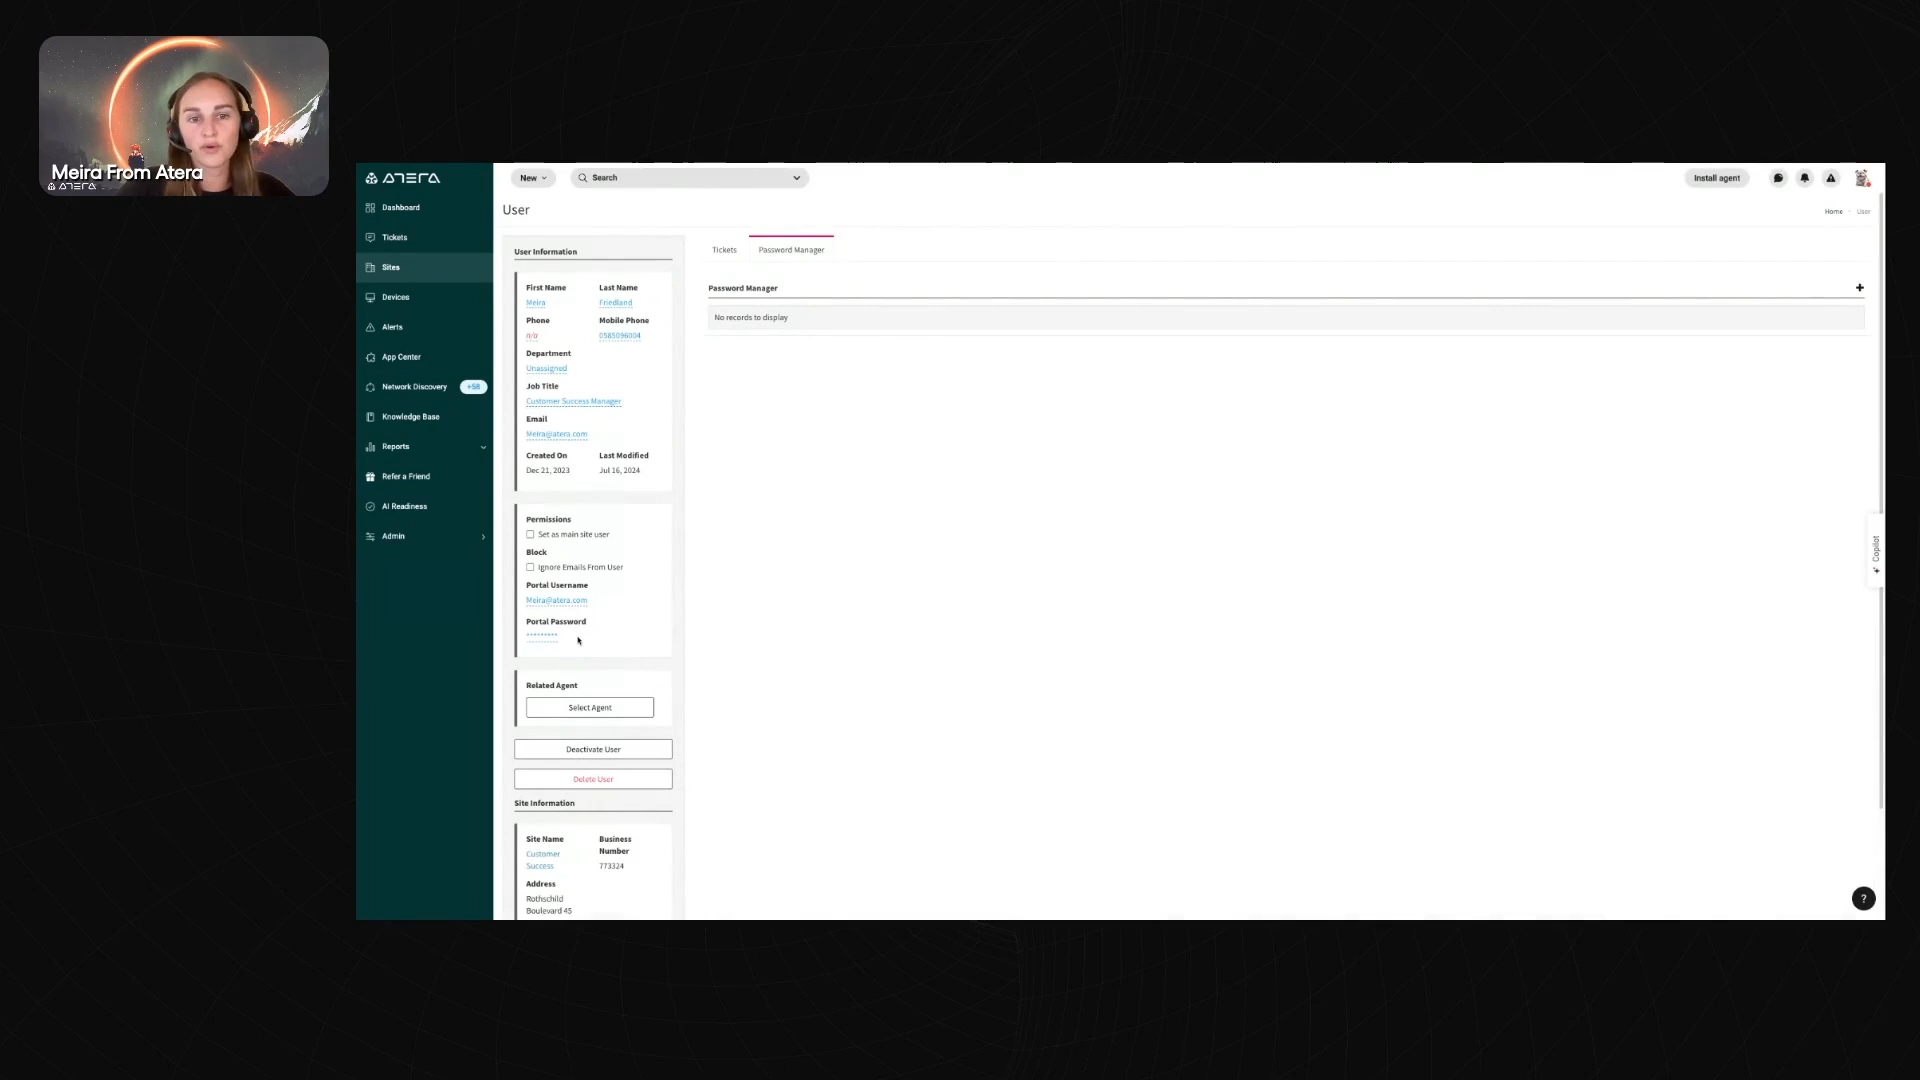 Meira From Atera
ATERA
ATERA
New
Search
Install agent
Dashboard
Tickets
Sites
Devices
Alerts
App Center
Network Discovery
+58
Knowledge Base
Reports
Refer a Friend
AI Readiness
Admin
User
Home
User
User Information
First Name
Last Name
Meira
Friedland
Phone
Mobile Phone
n/a
0585096004
Department
Unassigned
Job Title
Customer Success Manager
Email
Meira@atera.com
Created On
Last Modified
Dec 21, 2023
Jul 16, 2024
Permissions
Set as main site user
Block
Ignore Emails From User
Portal Username
Meira@atera.com
Portal Password
*********
Related Agent
Select Agent
Deactivate User
Delete User
Site Information
Site Name
Business
Number
Customer
Success
773324
Address
Rothschild
Boulevard 45
Tickets
Password Manager
Password Manager
+
No records to display
Copilot
?